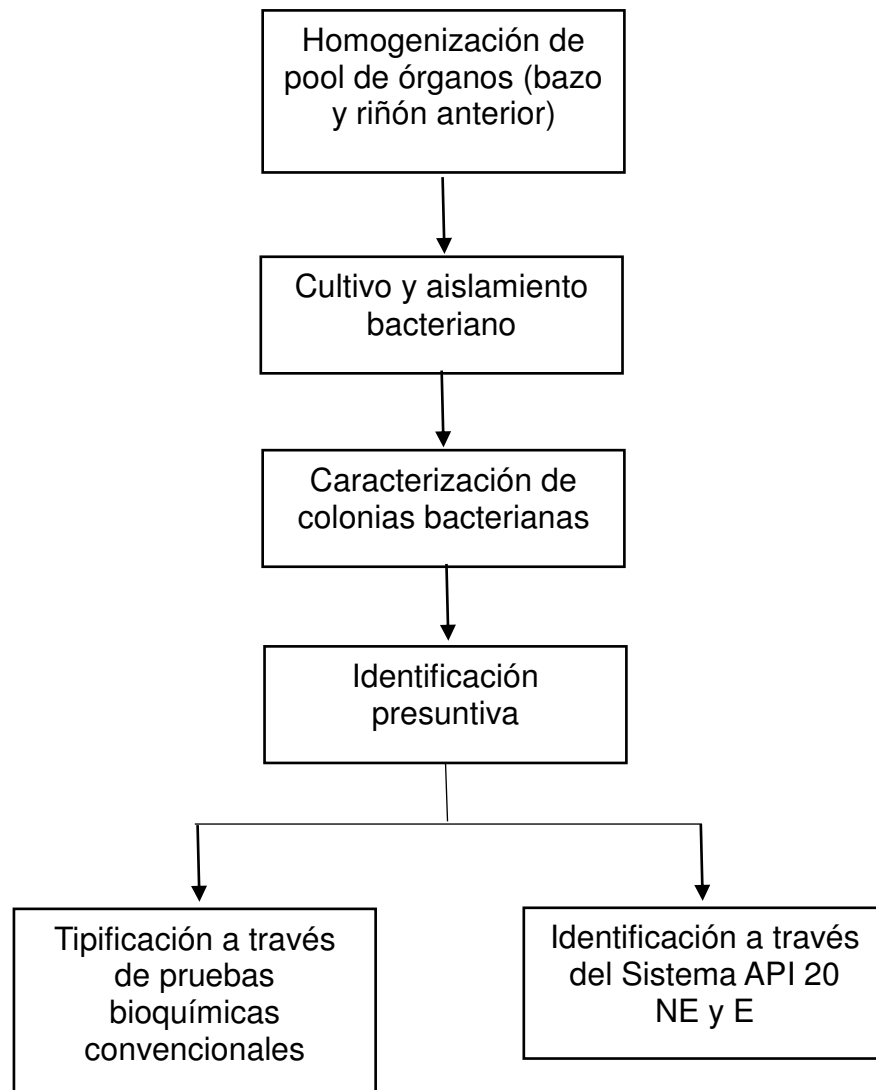 Homogenización de
pool de órganos (bazo
y riñón anterior)
Cultivo y aislamiento
bacteriano
Caracterización de
colonias bacterianas
Identificación
presuntiva
Tipificación a través
de pruebas
bioquímicas
convencionales
Identificación a través
del Sistema API 20
NE y E